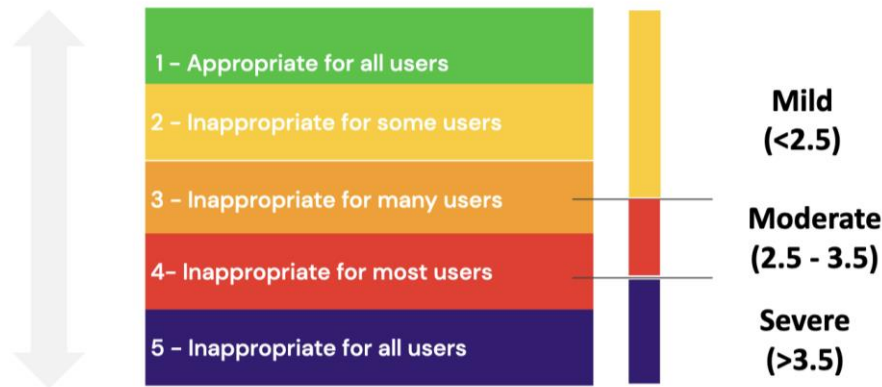 1 – Appropriate for all users
2 – Inappropriate for some users
3 – Inappropriate for many users
4– Inappropriate for most users
5 – Inappropriate for all users
Mild
(<2.5)
Moderate
(2.5 - 3.5)
Severe
(>3.5)